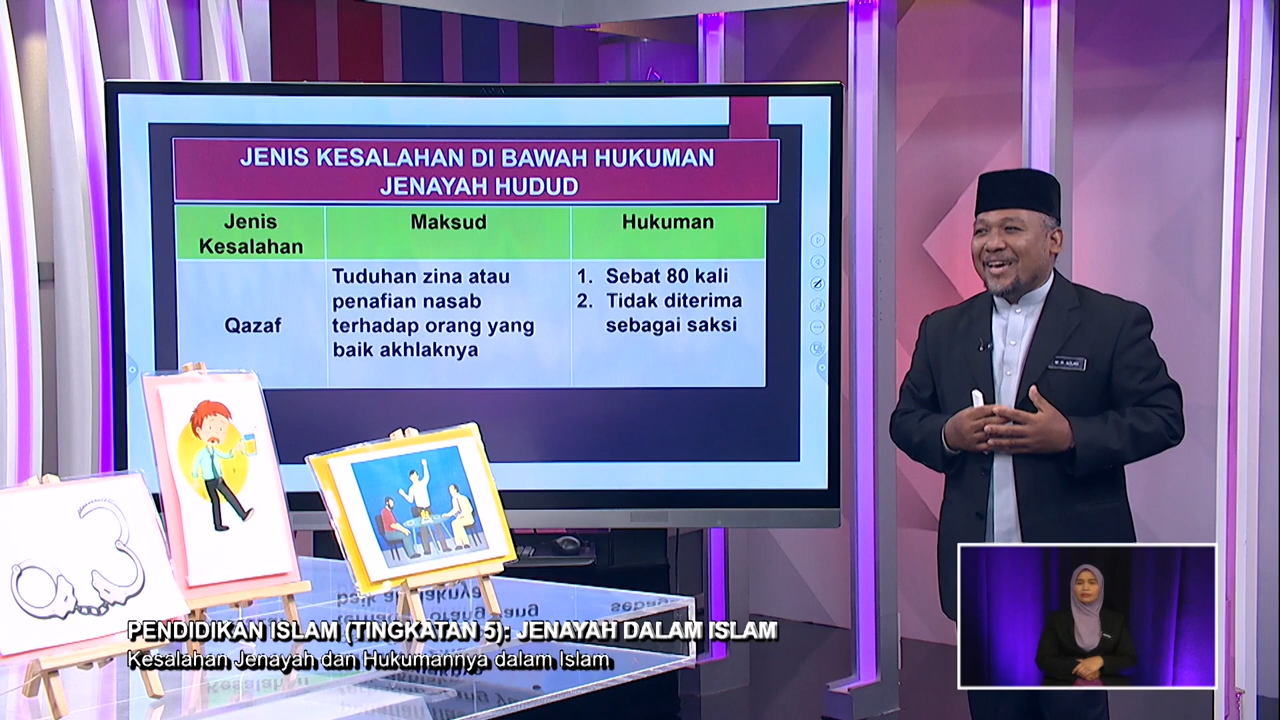 JENIS KESALAHAN DI BAWAH HUKUMAN
JENAYAH HUDUD
Jenis
Kesalahan
Maksud
Hukuman
Qazaf
Tuduhan zina atau
penafian nasab
terhadap orang yang
baik akhlaknya
1. Sebat 80 kali
2. Tidak diterima
sebagai saksi
PENDIDIKAN ISLAM (TINGKATAN 5): JENAYAH DALAM ISLAM
Kesalahan Jenayah dan Hukumannya dalam Islam